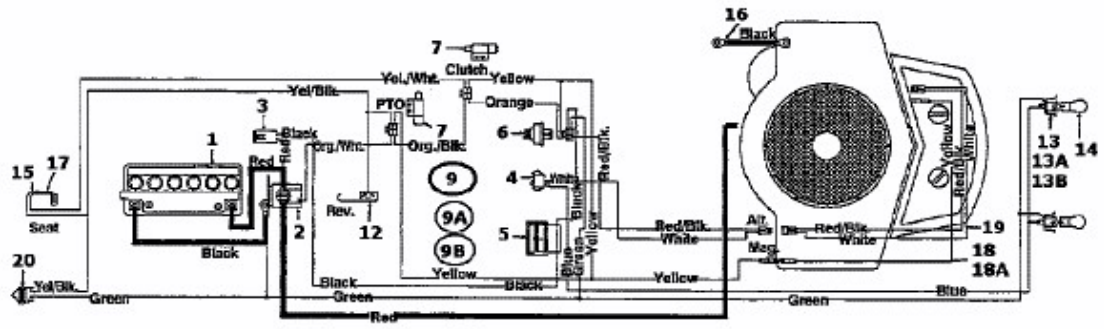 16
Black
7
Clutch
Yel./Wht.
Yellow
Yel/Blk.
PTO
Orange
3
Black
7
6
1
Red
Red
Org./Wht.
Org./Blk.
Red/Blk.
13
13A
13B
14
15
17
9
4
White
Black
Yellow
Red/Blk.
White
Seat
2
Rev.
12
9A
5
9B
Red/Blk.
White
Alt.
Red/Blk.
White
19
Black
Mag.
18
18A
20
Yel/Blk.
Green
Black
Green
Yellow
Black
Blue
Green
Yellow
Yellow
Blue
Green
Red